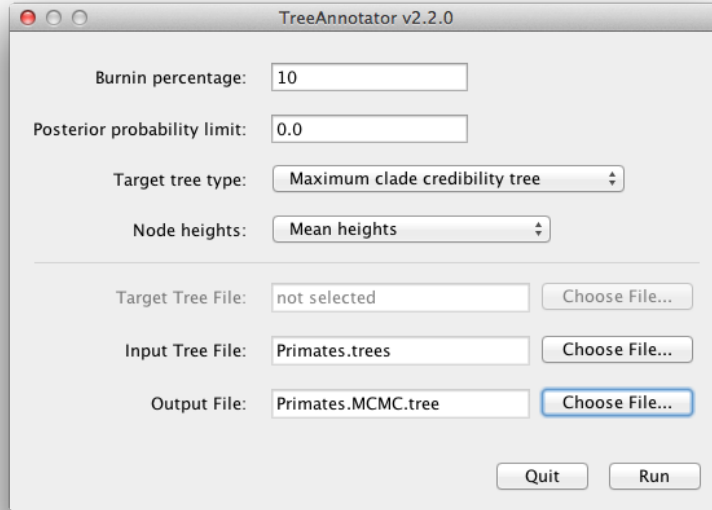 TreeAnnotator v2.2.0
Burnin percentage: 10
Posterior probability limit: 0.0
Target tree type: Maximum clade credibility tree
Node heights: Mean heights
Target Tree File: not selected Choose File...
Input Tree File: Primates.trees Choose File...
Output File: Primates.MCMC.tree Choose File...
Quit Run